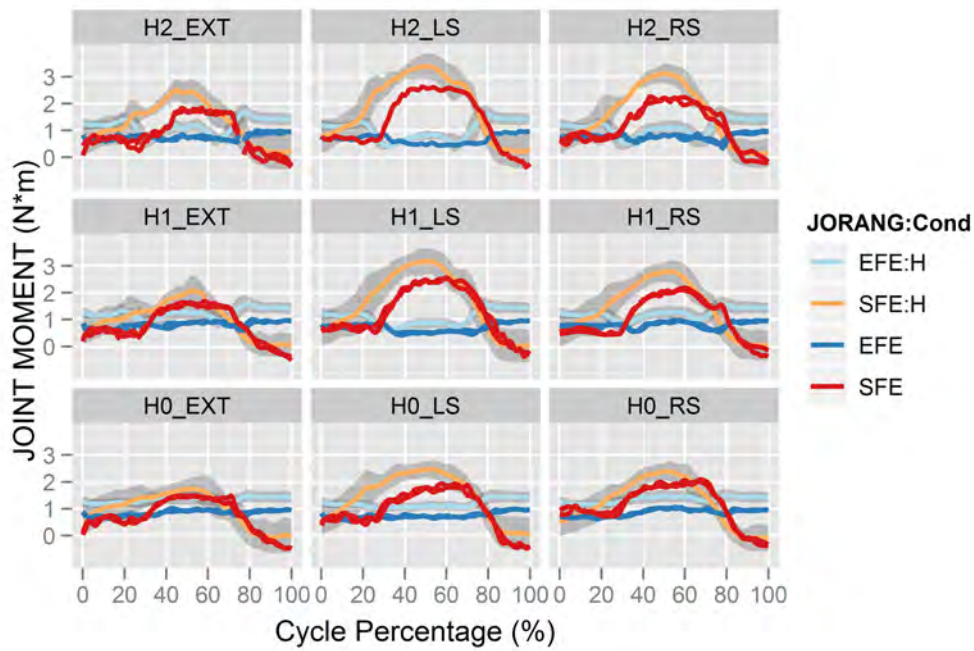 H2_EXT H2_LS H2_RS
3
2
1
0
H1_EXT H1_LS H1_RS
3
2
1
0
H0_EXT H0_LS H0_RS
3
2
1
0
0 20 40 60 80 100 0 20 40 60 80 100 0 20 40 60 80 100
Cycle Percentage (%)
JOINT MOMENT (N*m)
JORANG:Cond
EFE:H
SFE:H
EFE
SFE